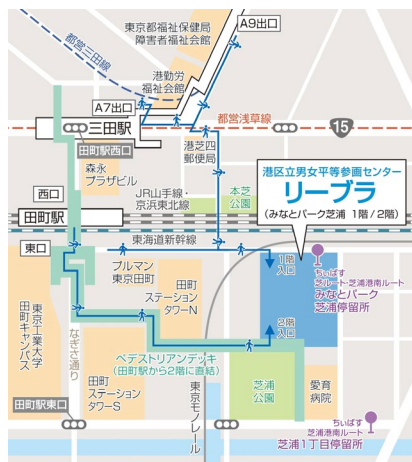 東京都福祉保健局
障害者福祉会館
A9出口
都営三田線
港勤労
福祉会館
A7出口
三田駅
都営浅草線
15
田町駅西口
港芝四
郵便局
森永
プラザビル
港区立男女平等参画センター
リーブラ
(みなとパーク芝浦 1階/2階)
西口
JR山手線・
京浜東北線
本芝
公園
田町駅
東海道新幹線
東口
プルマン
東京田町
1階
入口
ちぃばす
芝ルート・芝浦港南ルート
みなとパーク
芝浦停留所
田町
ステーション
タワーN
東京工業大学
田町キャンパス
なぎさ通り
2階
入口
ペデストリアンデッキ
(田町駅から2階に直結)
田町
ステーション
タワーS
東京モノレール
芝浦
公園
愛育
病院
田町駅東口
ちぃばす
芝浦港南ルート
芝浦1丁目停留所